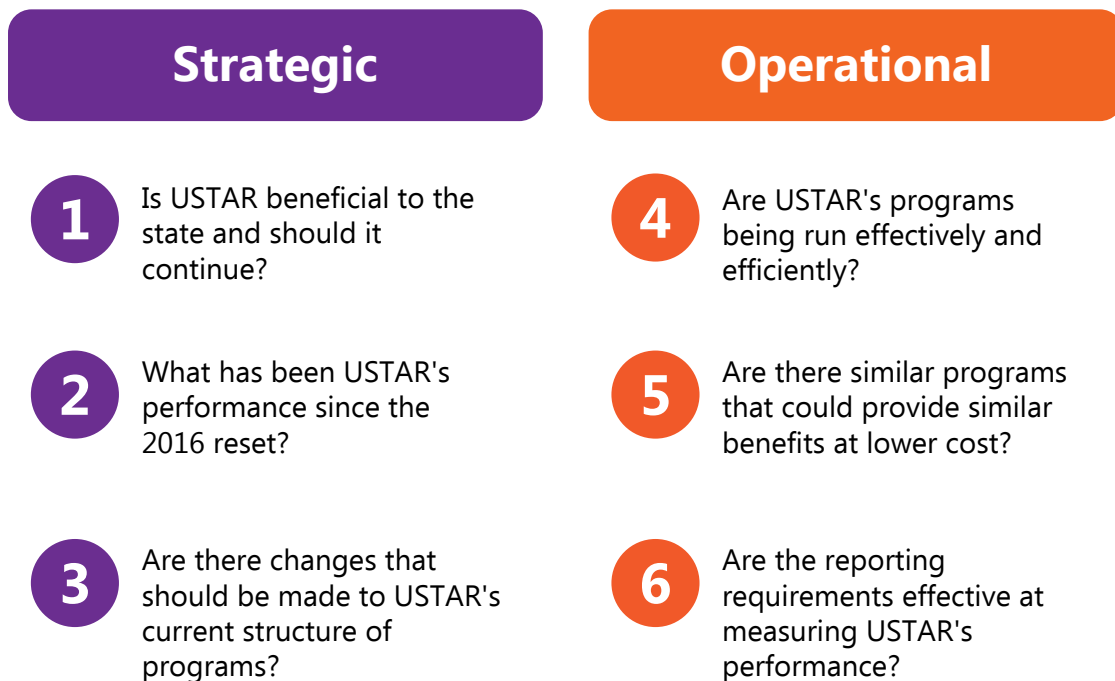 Strategic
1
Is USTAR beneficial to the
state and should it
continue?
2
What has been USTAR's
performance since the
2016 reset?
3
Are there changes that
should be made to USTAR's
current structure of
programs?
Operational
4
Are USTAR's programs
being run effectively and
efficiently?
5
Are there similar programs
that could provide similar
benefits at lower cost?
6
Are the reporting
requirements effective at
measuring USTAR's
performance?